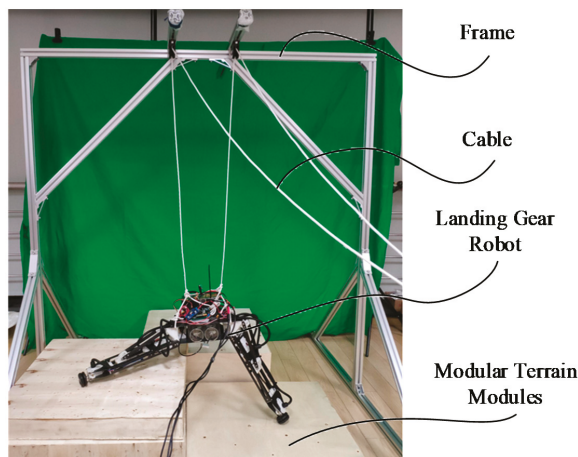 Frame
Cable
Landing Gear
Robot
Modular Terrain
Modules